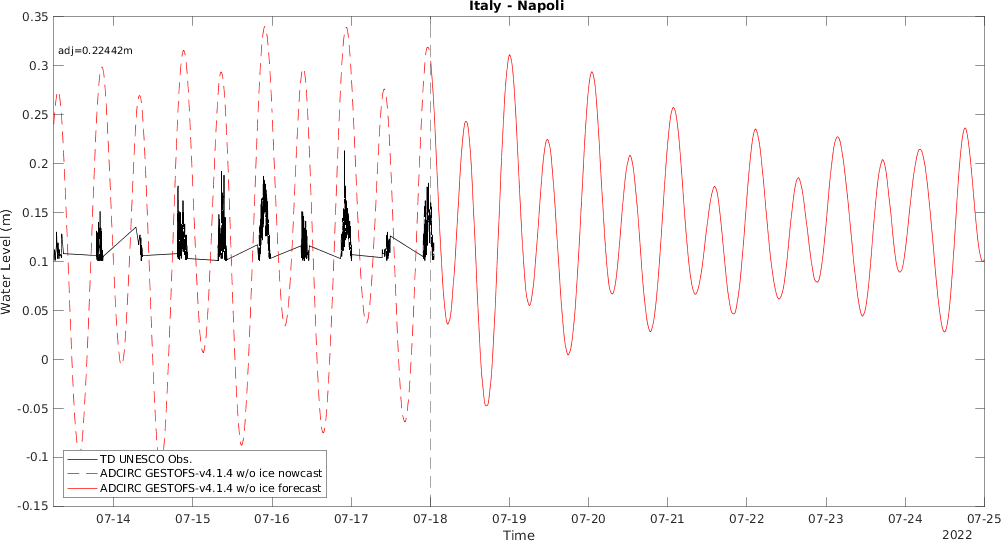 Italy - Napoli
adj=0.22442m
0.35
0.3
0.25
0.2
0.15
0.1
0.05
0
-0.05
-0.1
-0.15
Water Level (m)
TD UNESCO Obs.
ADCIRC GESTOFS-v4.1.4 w/o ice nowcast
ADCIRC GESTOFS-v4.1.4 w/o ice forecast
07-14 07-15 07-16 07-17 07-18 07-19 07-20 07-21 07-22 07-23 07-24 07-25
Time
2022